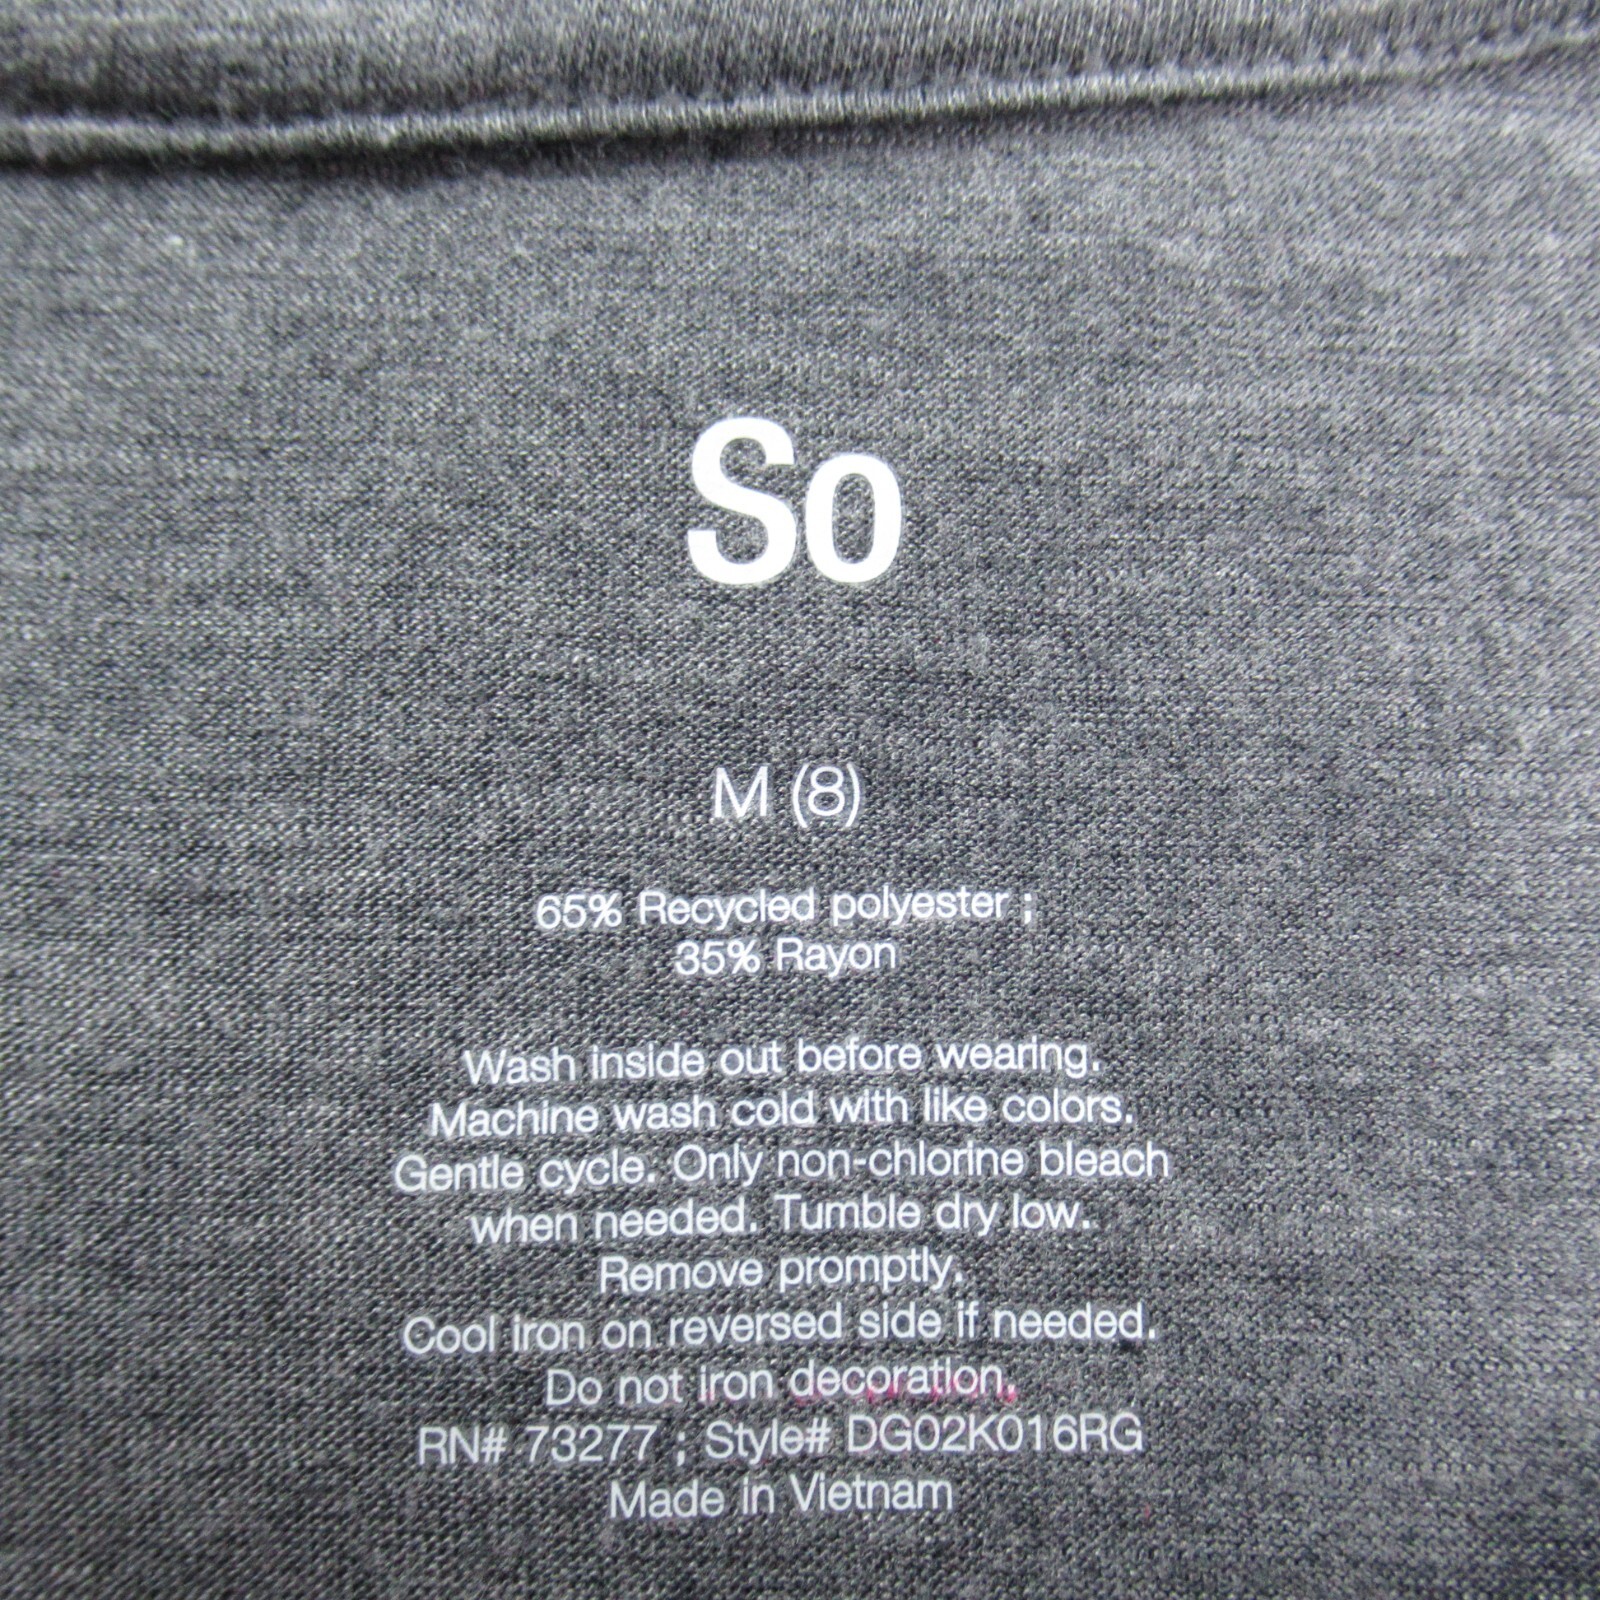 So
M (8)
65% Recycled polyester ;
35% Rayon
Wash inside out before wearing.
Machine wash cold with like colors.
Gentle cycle. Only non-chlorine bleach
when needed. Tumble dry low.
Remove promptly.
Cool iron on reversed side if needed.
Do not iron decoration.
RN# 73277 ; Style# DG02K016RG
Made in Vietnam